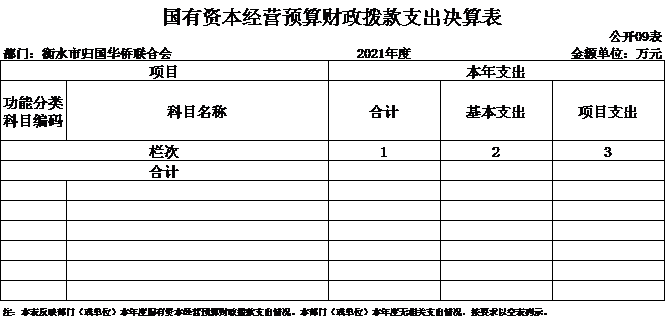 国有资本经营预算财政拨款支出决算表
公开09表
部门：衡水市归国华侨联合会 2021年度 金额单位：万元
项目 本年支出
功能分类科目编码 科目名称 合计 基本支出 项目支出
栏次 1 2 3
合计
注：本表反映部门（或单位）本年度国有资本经营预算财政拨款支出情况。本部门（或单位）本年度无相关支出情况，按要求以空表列示。